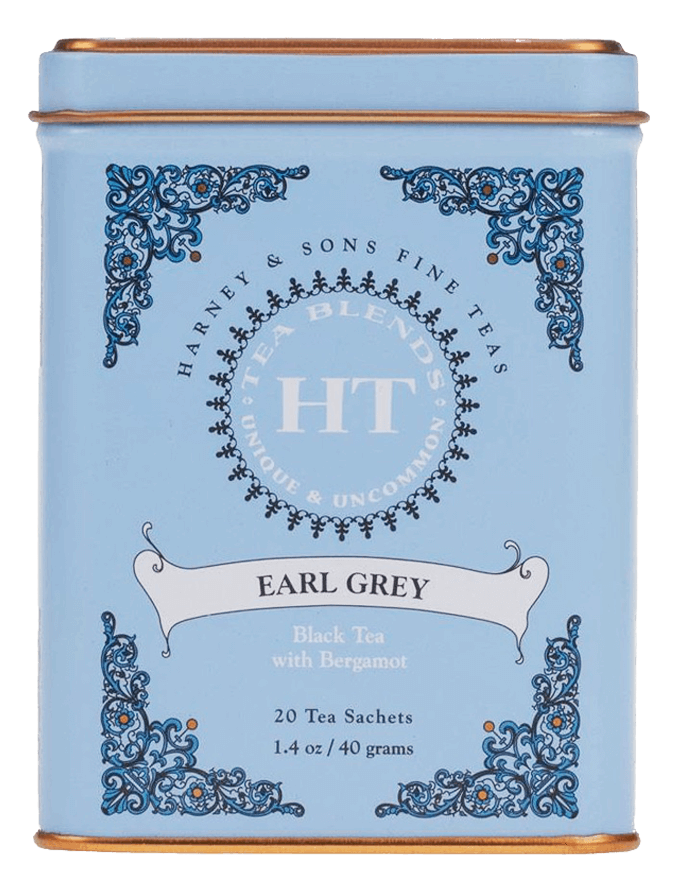 HARNEY & SONS FINE TEAS
TEA BLENDS
HT
UNIQUE & UNCOMMON
EARL GREY
Black Tea
with Bergamot
20 Tea Sachets
1.4 oz / 40 grams